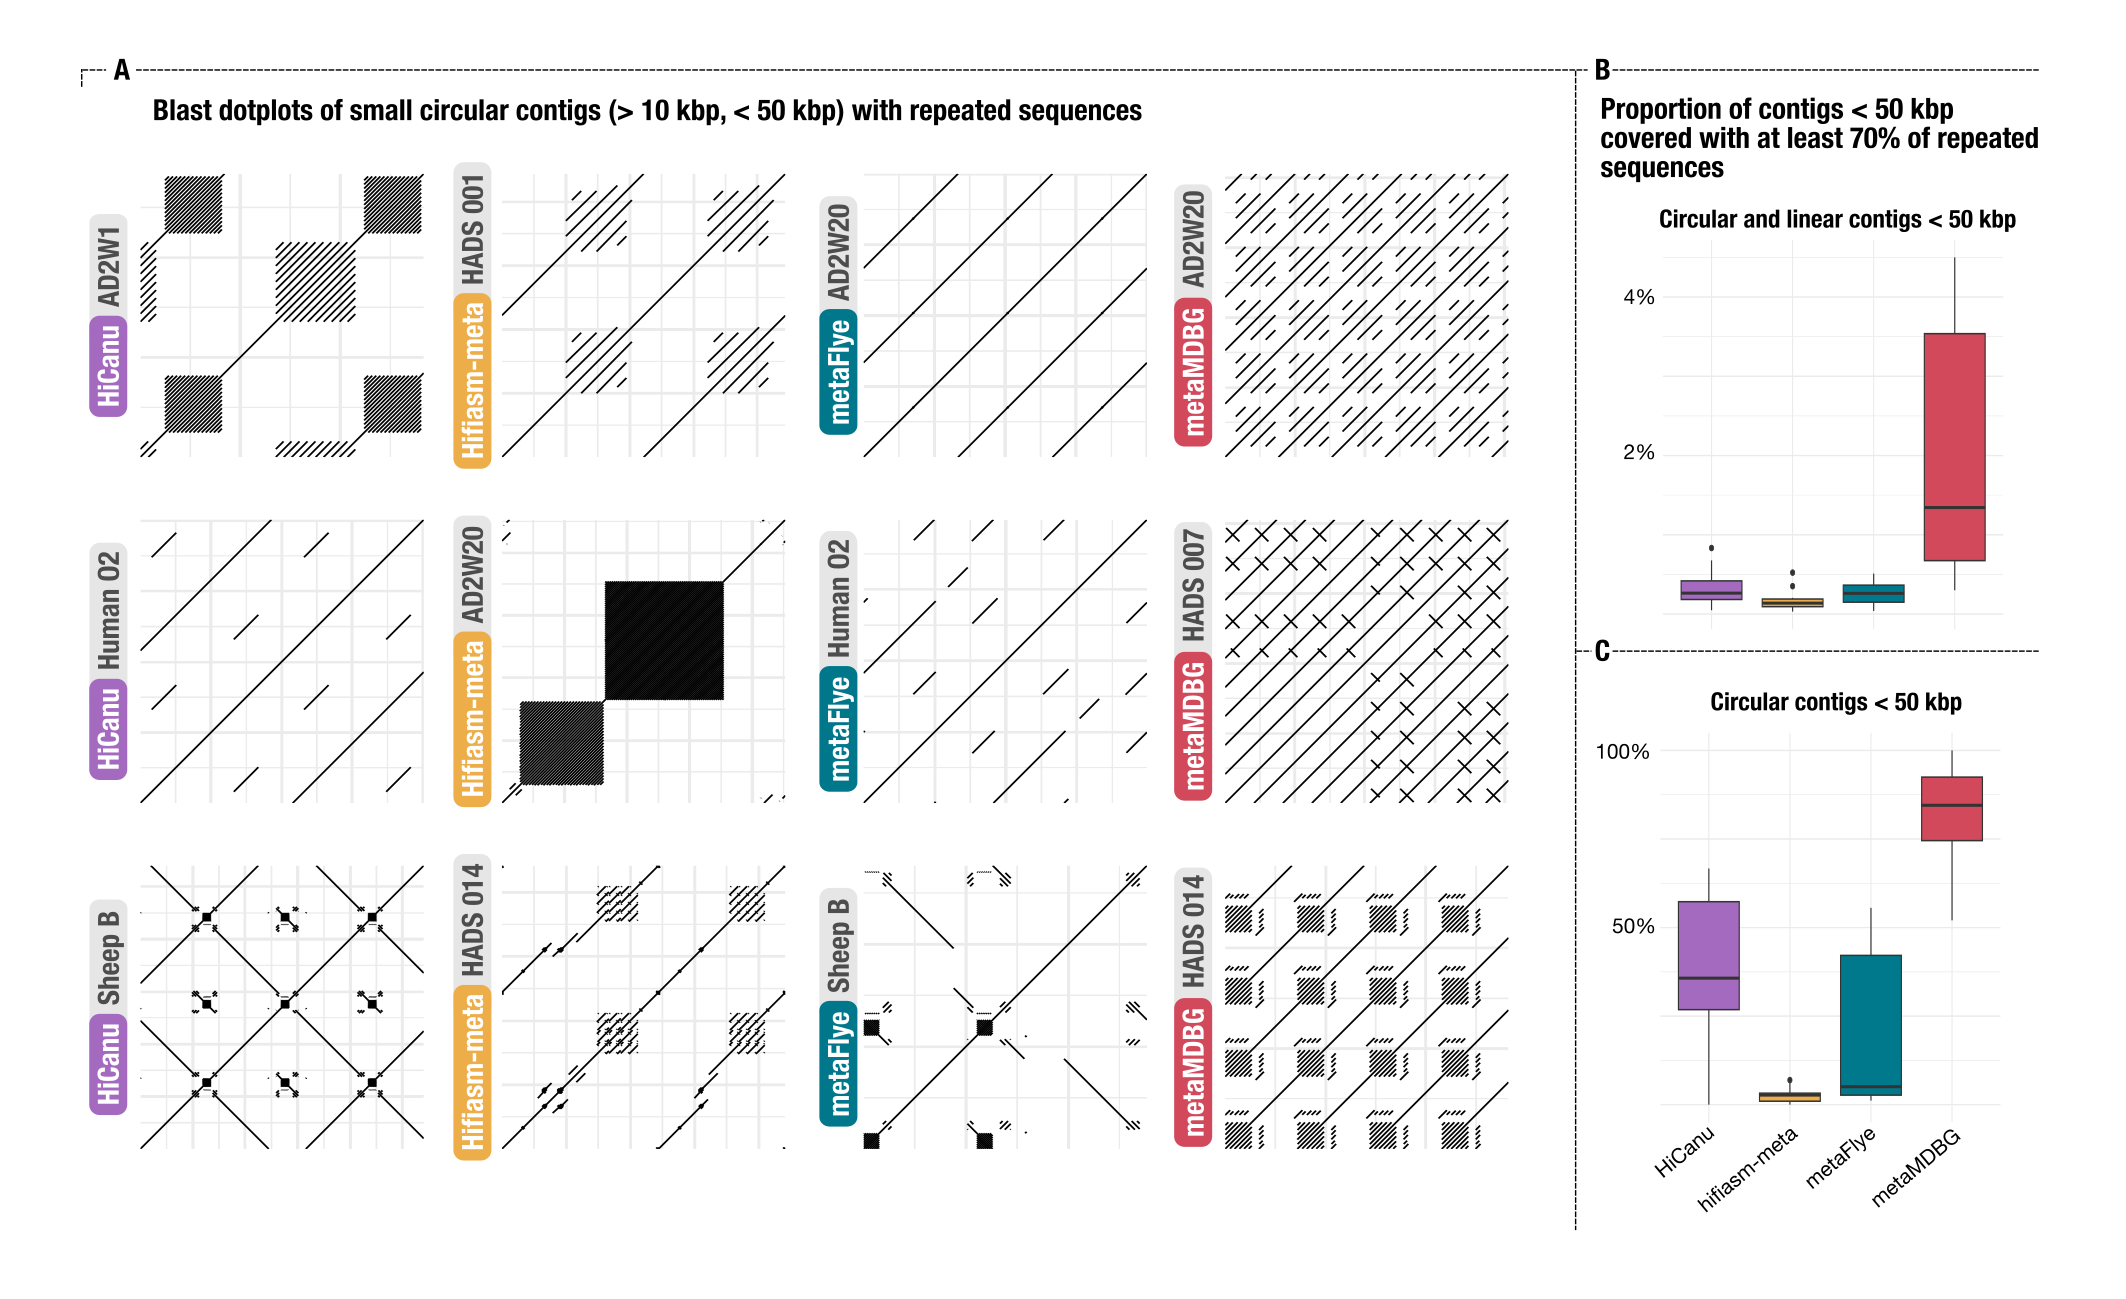 A
Blast dotplots of small circular contigs (> 10 kbp, < 50 kbp) with repeated sequences
HiCanu AD2W1
Hifiasm-meta HADS 001
metaFlye AD2W20
metaMDBG AD2W20
HiCanu Human O2
Hifiasm-meta AD2W20
metaFlye Human O2
metaMDBG HADS 007
HiCanu Sheep B
Hifiasm-meta HADS 014
metaFlye Sheep B
metaMDBG HADS 014
B
Proportion of contigs < 50 kbp
covered with at least 70% of repeated
sequences
Circular and linear contigs < 50 kbp
4%
2%
C
Circular contigs < 50 kbp
100%
50%
HiCanu
hifiasm-meta
metaFlye
metaMDBG